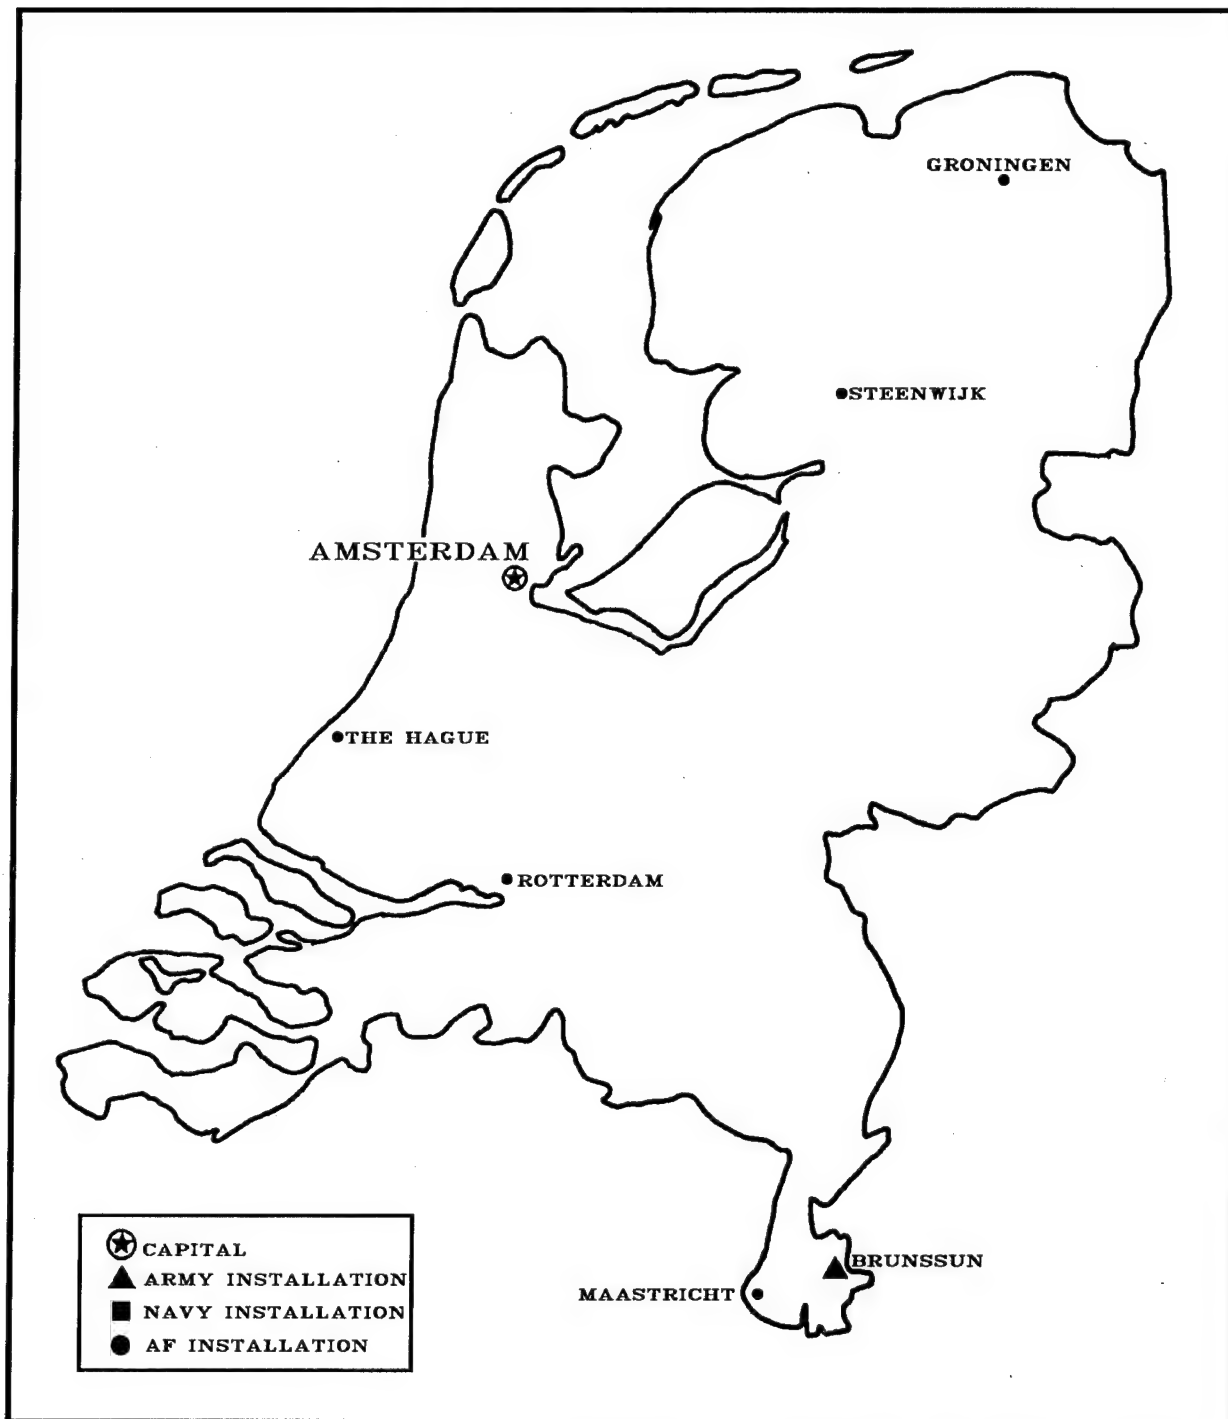 GRONINGEN
STEENWIJK
AMSTERDAM
THE HAGUE
ROTTERDAM
BRUNSSUN
MAASTRICHT
CAPITAL
ARMY INSTALLATION
NAVY INSTALLATION
AF INSTALLATION